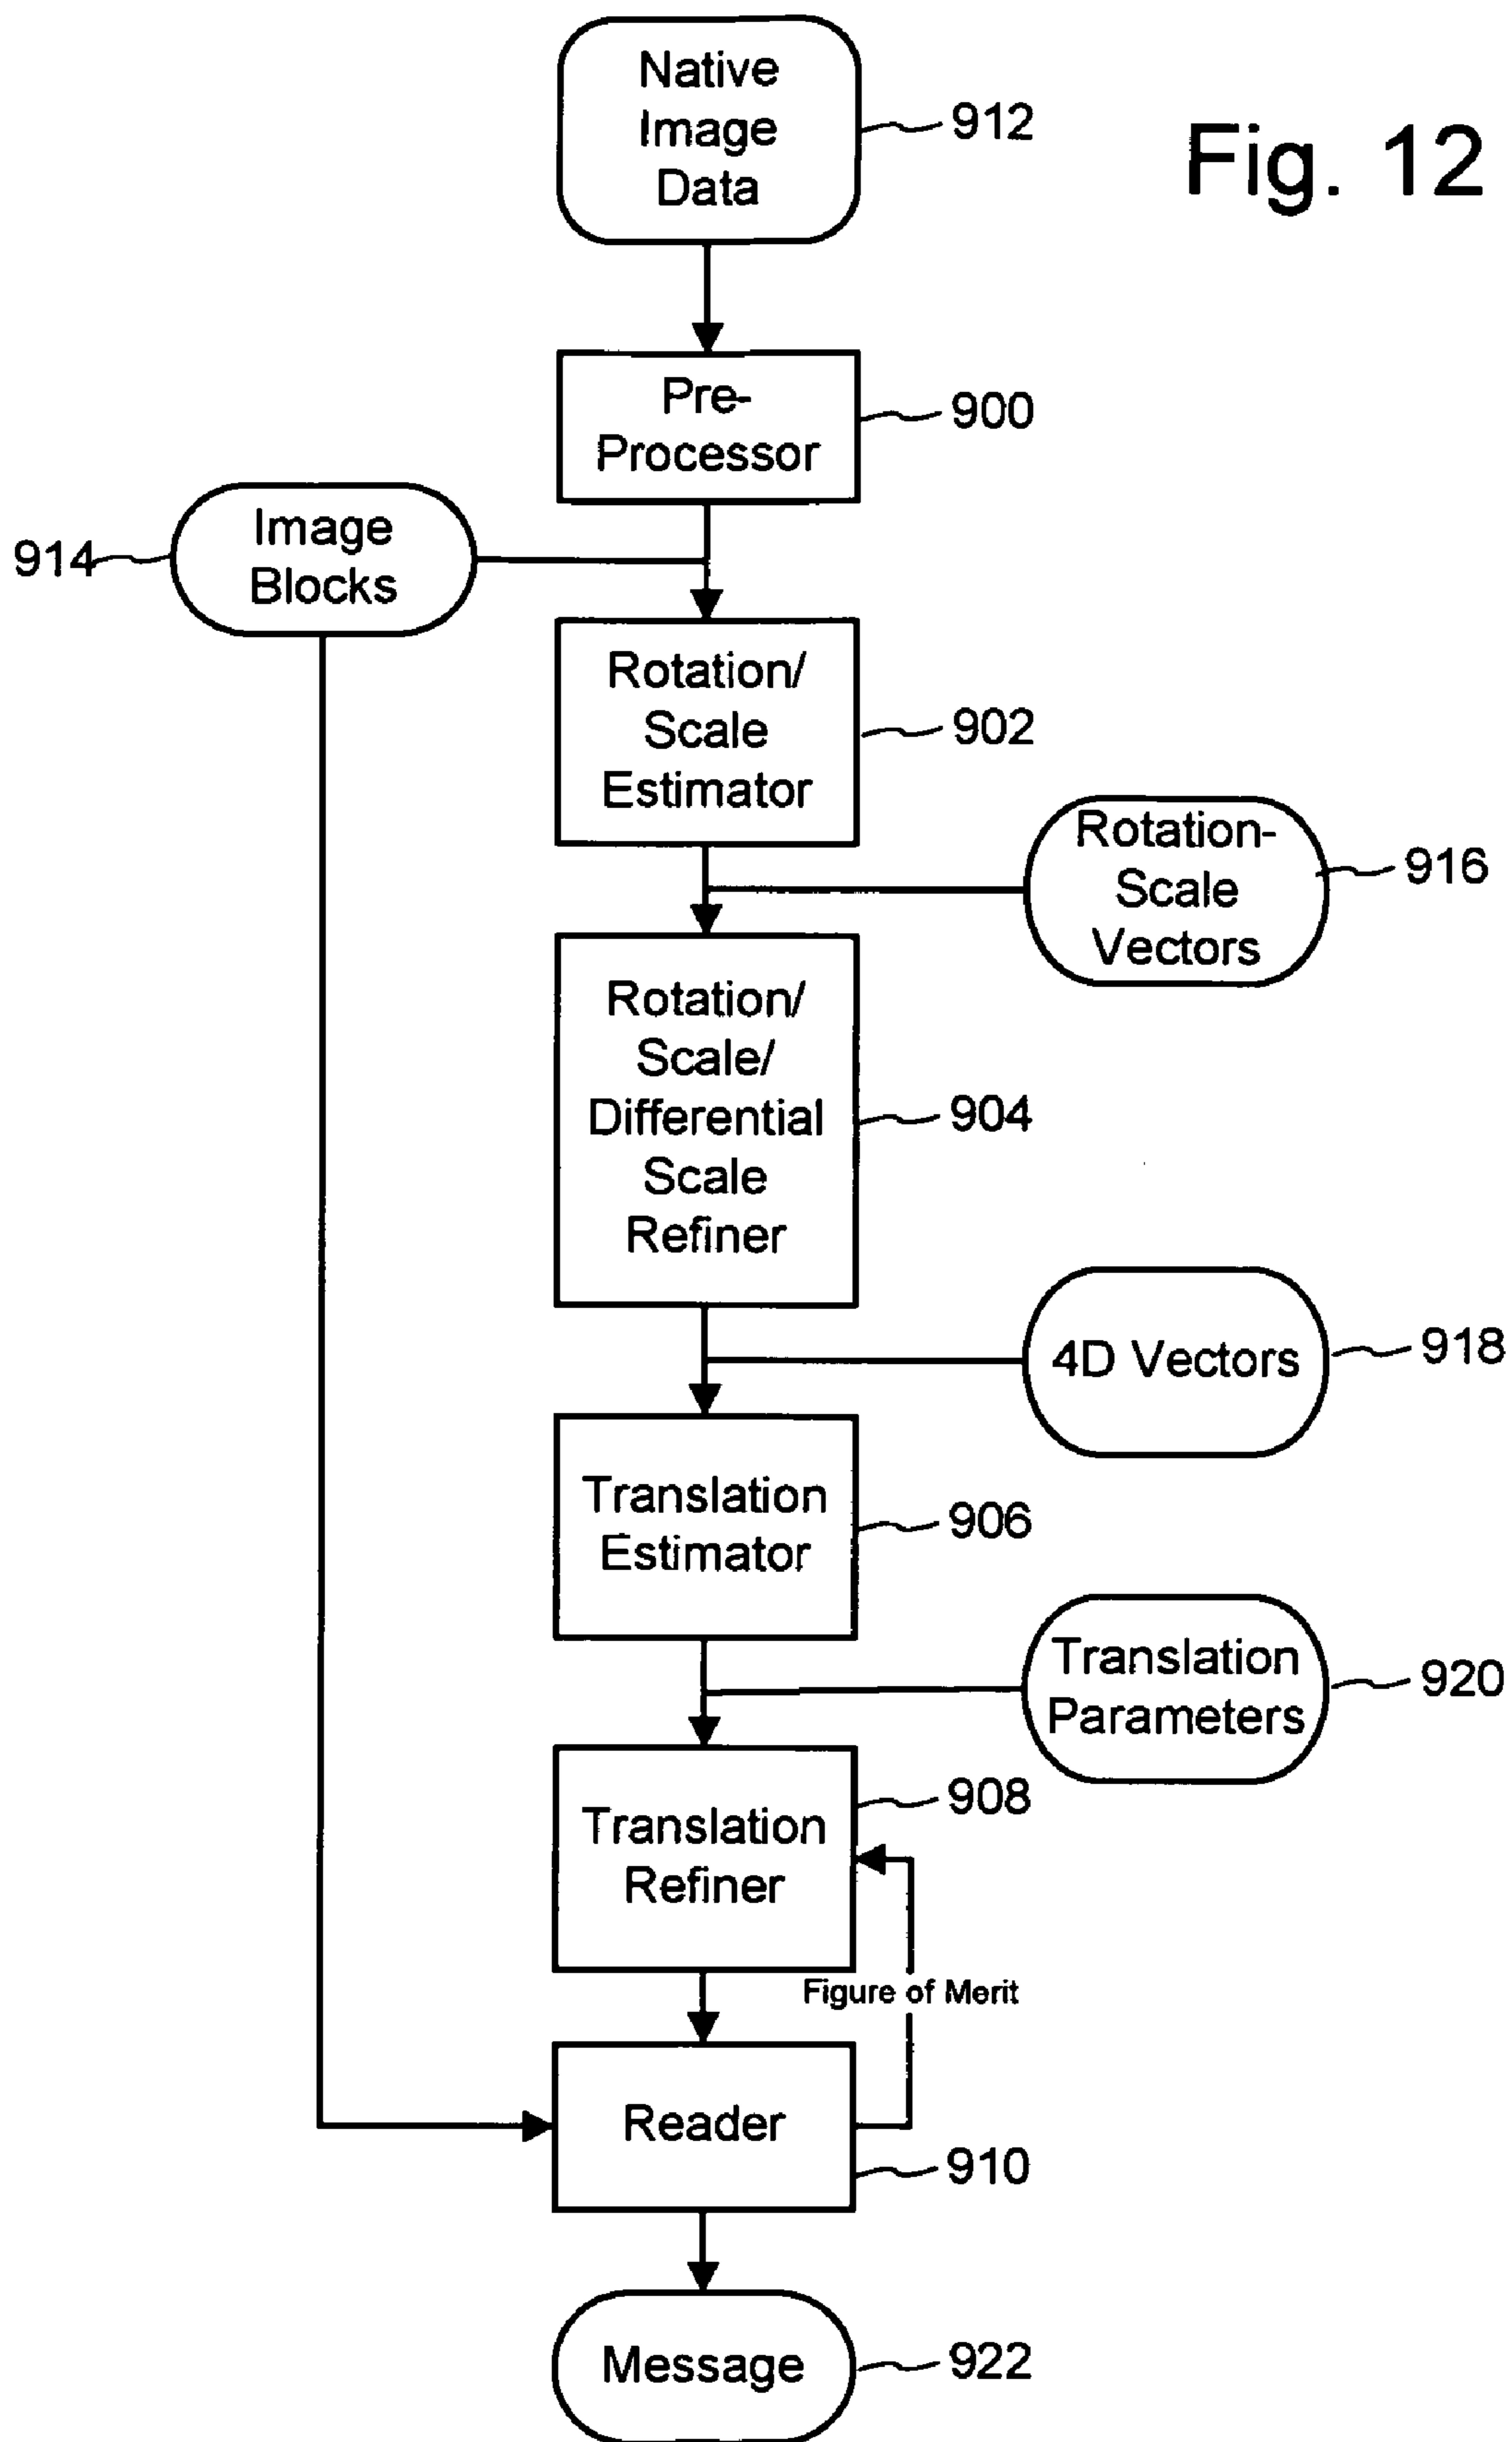 Native
Image
Data
912
Fig. 12
Pre-
Processor
900
Image
Blocks
914
Rotation/
Scale
Estimator
902
Rotation-
Scale
Vectors
916
Rotation/
Scale/
Differential
Scale
Refiner
904
4D Vectors
918
Translation
Estimator
906
Translation
Parameters
920
Translation
Refiner
908
Figure of Merit
Reader
910
Message
922